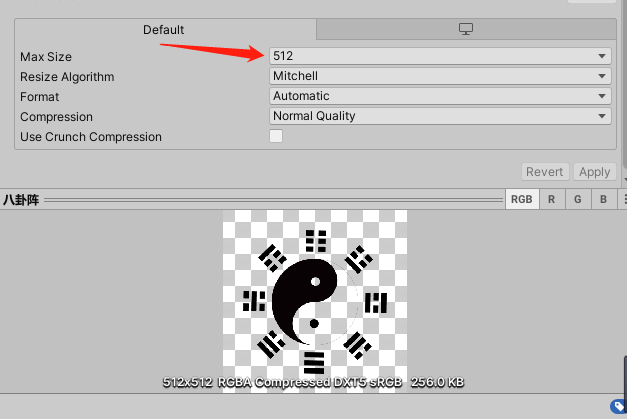 Default
Max Size 512
Resize Algorithm Mitchell
Format Automatic
Compression Normal Quality
Use Crunch Compression
Revert Apply
八卦阵 RGB R G B
512x512 RGBA Compressed DXT5 sRGB 256.0 KB